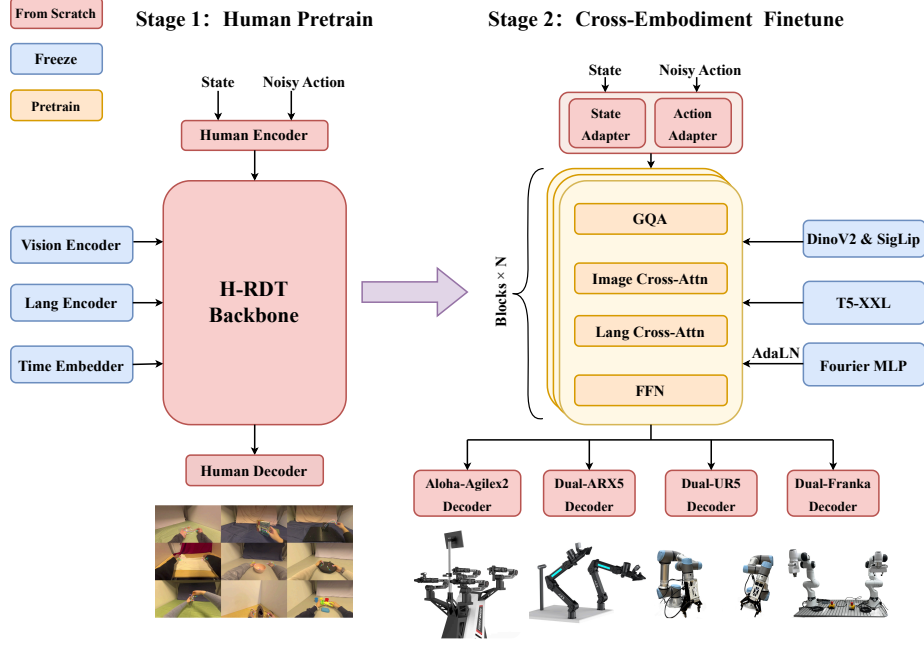 From Scratch
Freeze
Pretrain
Stage 1: Human Pretrain
State
Noisy Action
Human Encoder
Vision Encoder
Lang Encoder
Time Embedder
H-RDT
Backbone
Human Decoder
Stage 2: Cross-Embodiment Finetune
State
Noisy Action
State
Adapter
Action
Adapter
Blocks × N
GQA
Image Cross-Attn
Lang Cross-Attn
FFN
DinoV2 & SigLip
T5-XXL
AdaLN
Fourier MLP
Aloha-Agilex2
Decoder
Dual-ARX5
Decoder
Dual-UR5
Decoder
Dual-Franka
Decoder